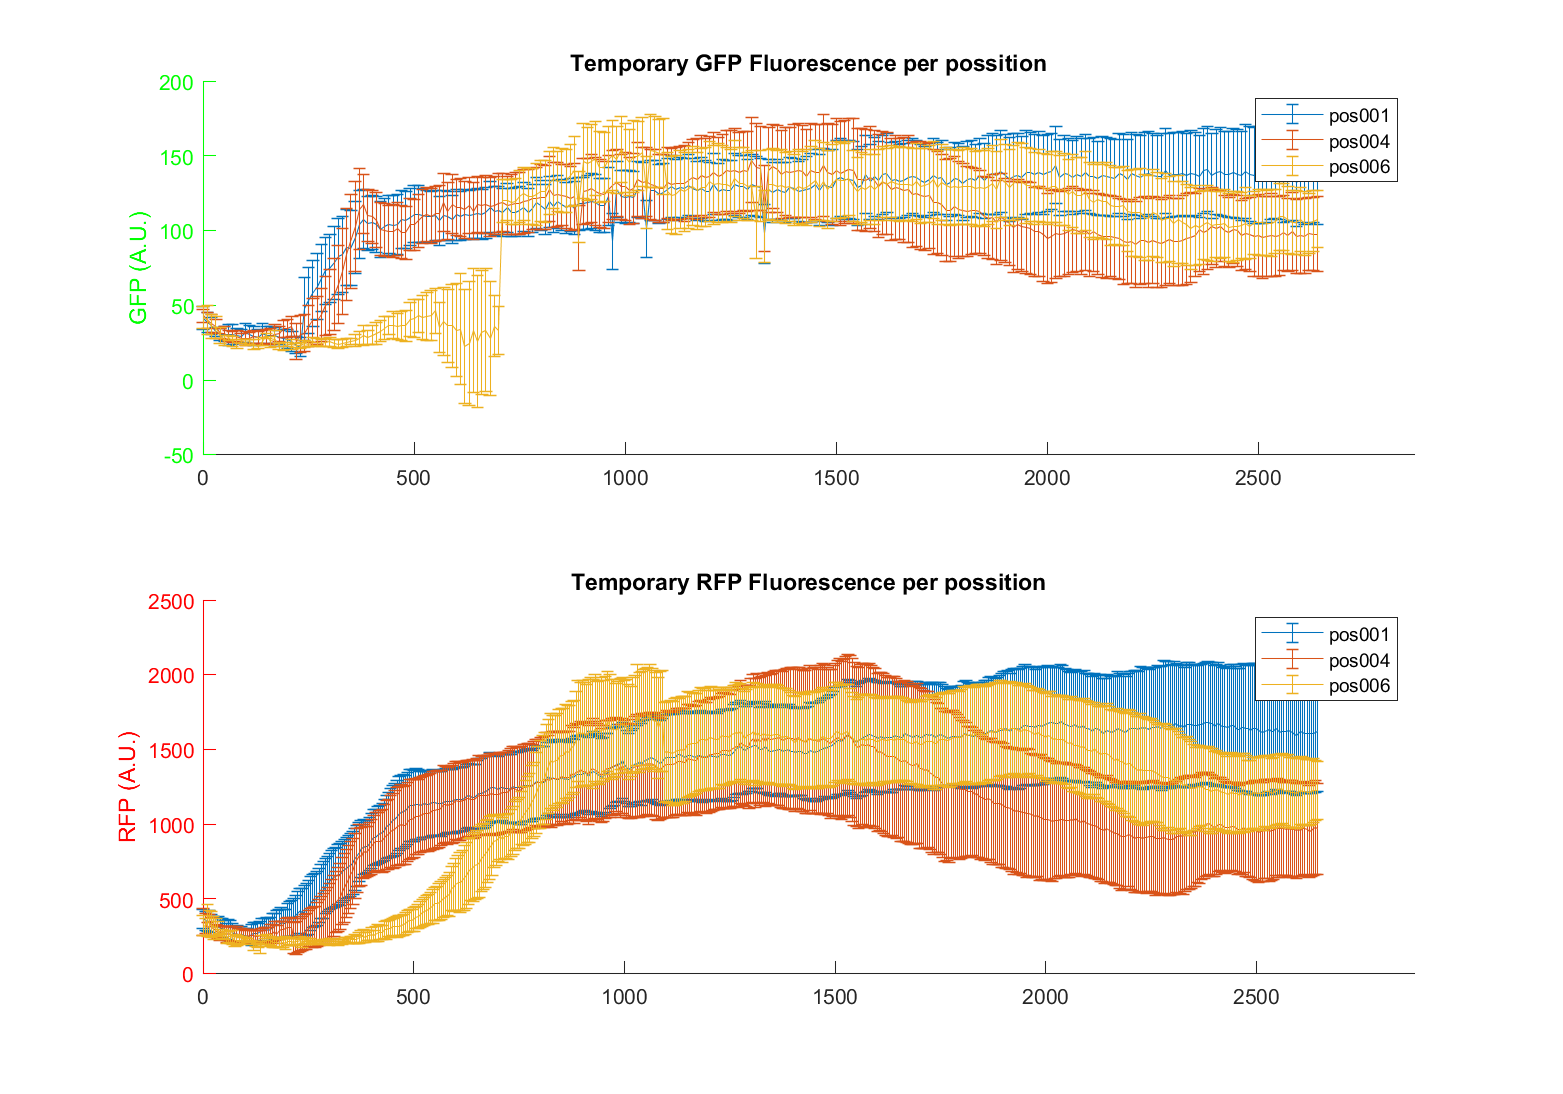 Temporary GFP Fluorescence per possition
GFP (A.U.)
200
150
100
50
0
-50
0 500 1000 1500 2000 2500
pos001
pos004
pos006
Temporary RFP Fluorescence per possition
RFP (A.U.)
2500
2000
1500
1000
500
0
0 500 1000 1500 2000 2500
pos001
pos004
pos006